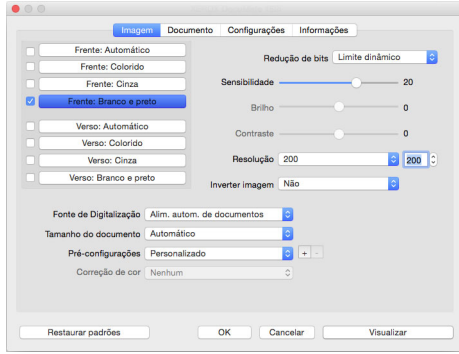 Imagem Documento Configurações Informações
Frente: Automático
Frente: Colorido
Frente: Cinza
Frente: Branco e preto
Verso: Automático
Verso: Colorido
Verso: Cinza
Verso: Branco e preto
Redução de bits Limite dinâmico
Sensibilidade 20
Brilho 0
Contraste 0
Resolução 200 200
Inverter imagem Não
Fonte de Digitalização Alim. autom. de documentos
Tamanho do documento Automático
Pré-configurações Personalizado + -
Correção de cor Nenhum
Restaurar padrões OK Cancelar Visualizar